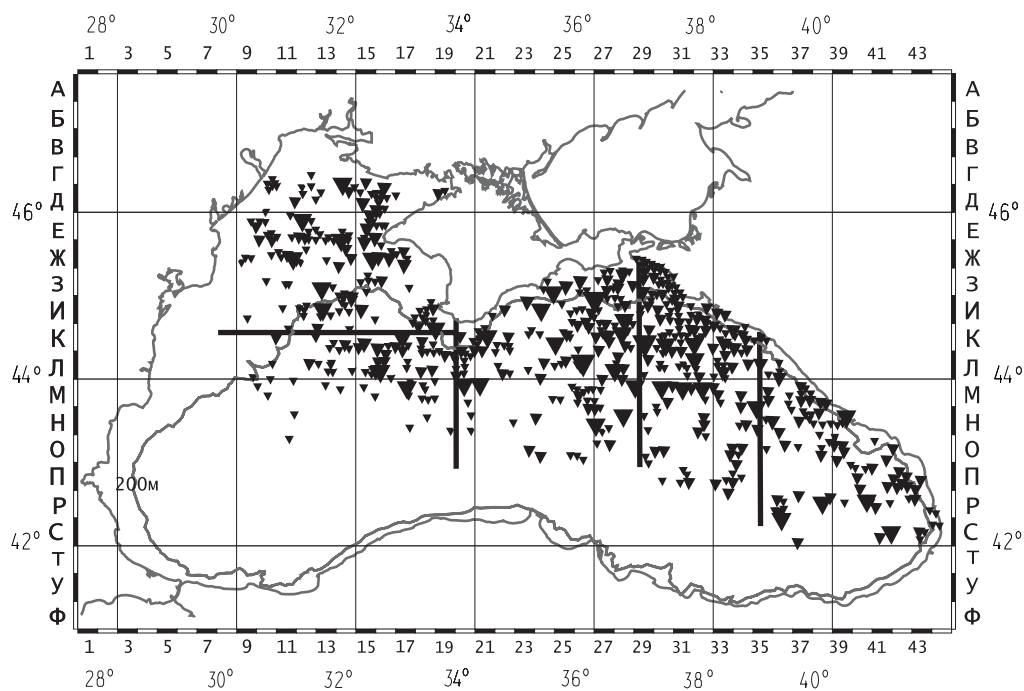 28° 30° 32° 34° 36° 38° 40°
1 3 5 7 9 11 13 15 17 19 21 23 25 27 29 31 33 35 37 39 41 43
А А
Б Б
В В
Г Г
Д Д
46° 46°
Е Е
Ж Ж
З З
И И
К К
Л Л
44° 44°
М М
Н Н
О О
П П
200м
Р Р
С С
42° 42°
Т Т
У У
Ф Ф
1 3 5 7 9 11 13 15 17 19 21 23 25 27 29 31 33 35 37 39 41 43
28° 30° 32° 34° 36° 38° 40°